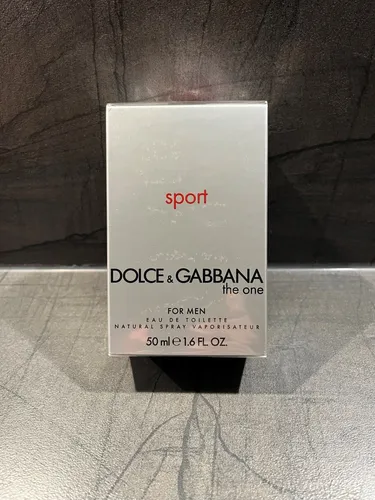 sport
DOLCE & GABBANA
the one
FOR MEN
EAU DE TOILETTE
NATURAL SPRAY VAPORISATEUR
50 ml ℮ 1.6 FL. OZ.